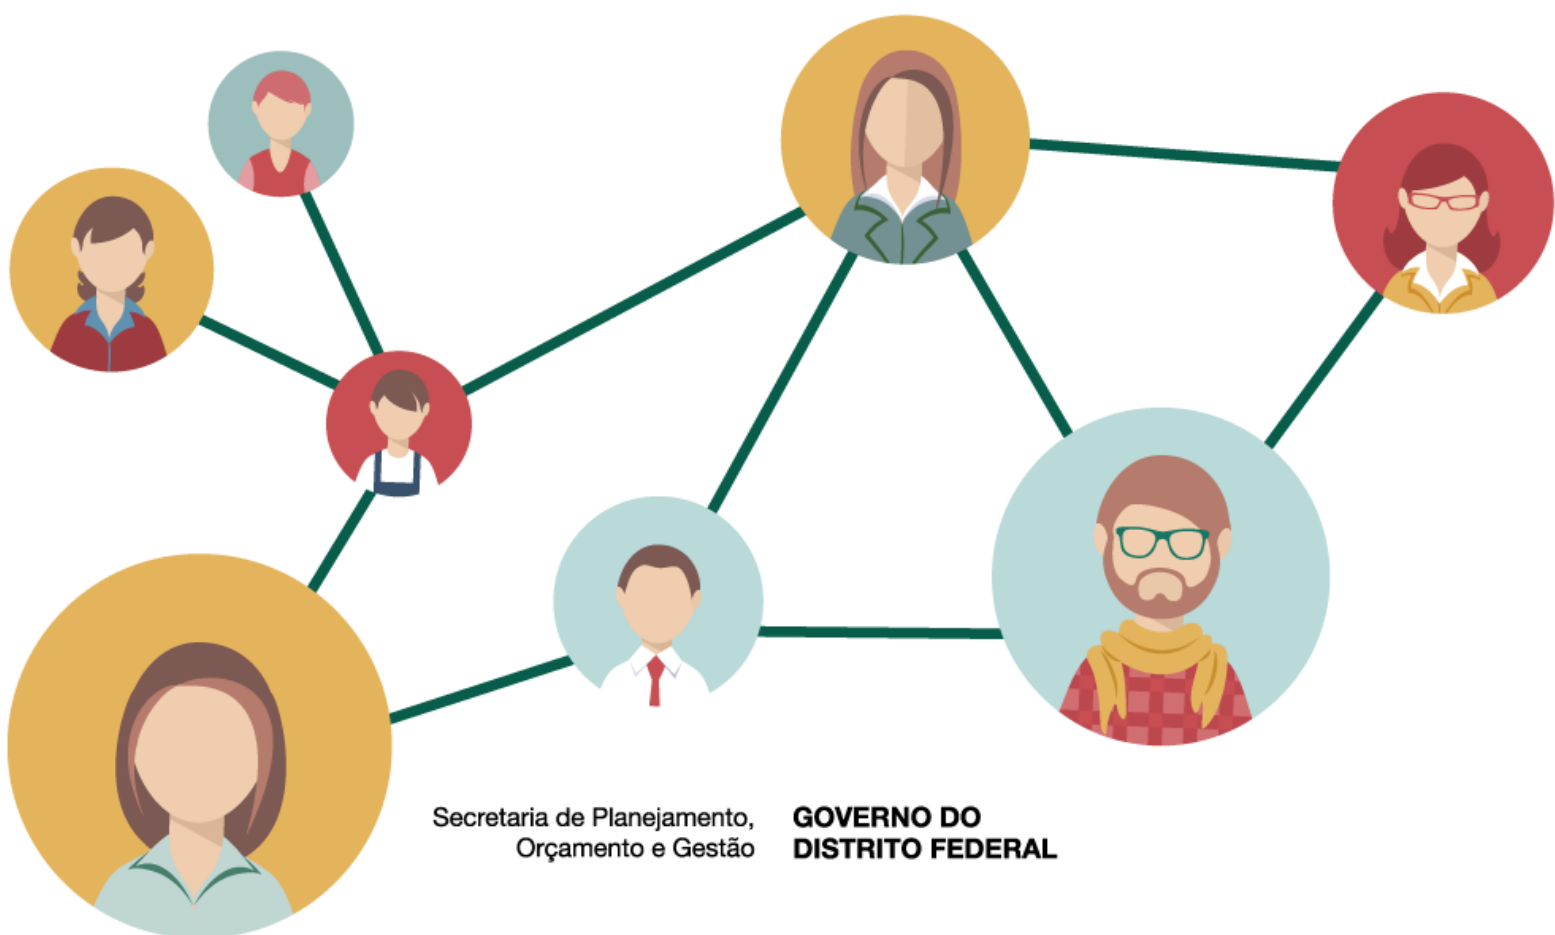 Secretaria de Planejamento,
Orçamento e Gestão
GOVERNO DO
DISTRITO FEDERAL